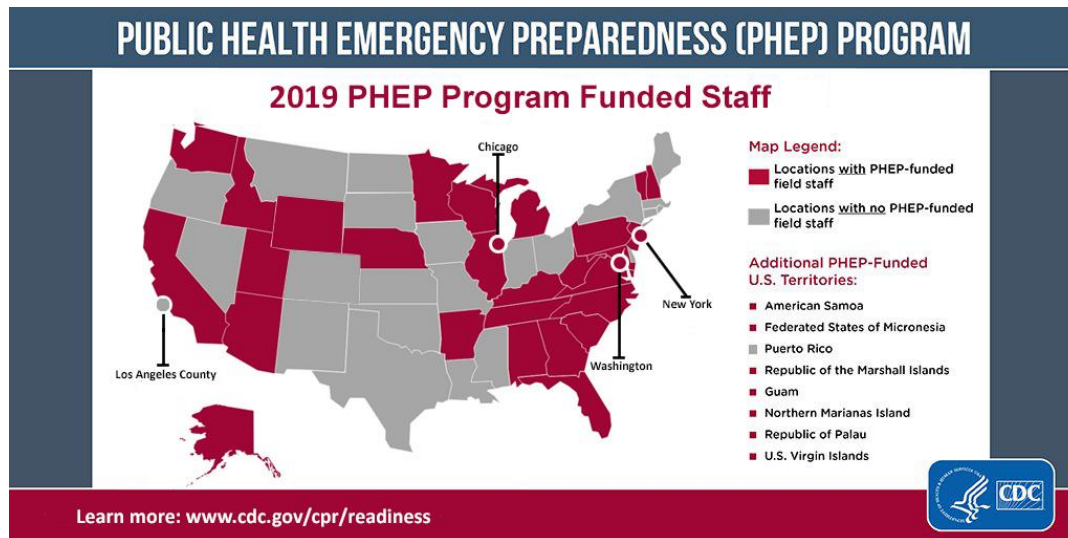 PUBLIC HEALTH EMERGENCY PREPAREDNESS (PHEP) PROGRAM
2019 PHEP Program Funded Staff
Chicago
New York
Washington
Los Angeles County
Map Legend:
Locations with PHEP-funded
field staff
Locations with no PHEP-funded
field staff
Additional PHEP-Funded
U.S. Territories:
American Samoa
Federated States of Micronesia
Puerto Rico
Republic of the Marshall Islands
Guam
Northern Marianas Island
Republic of Palau
U.S. Virgin Islands
Learn more: www.cdc.gov/cpr/readiness
CDC